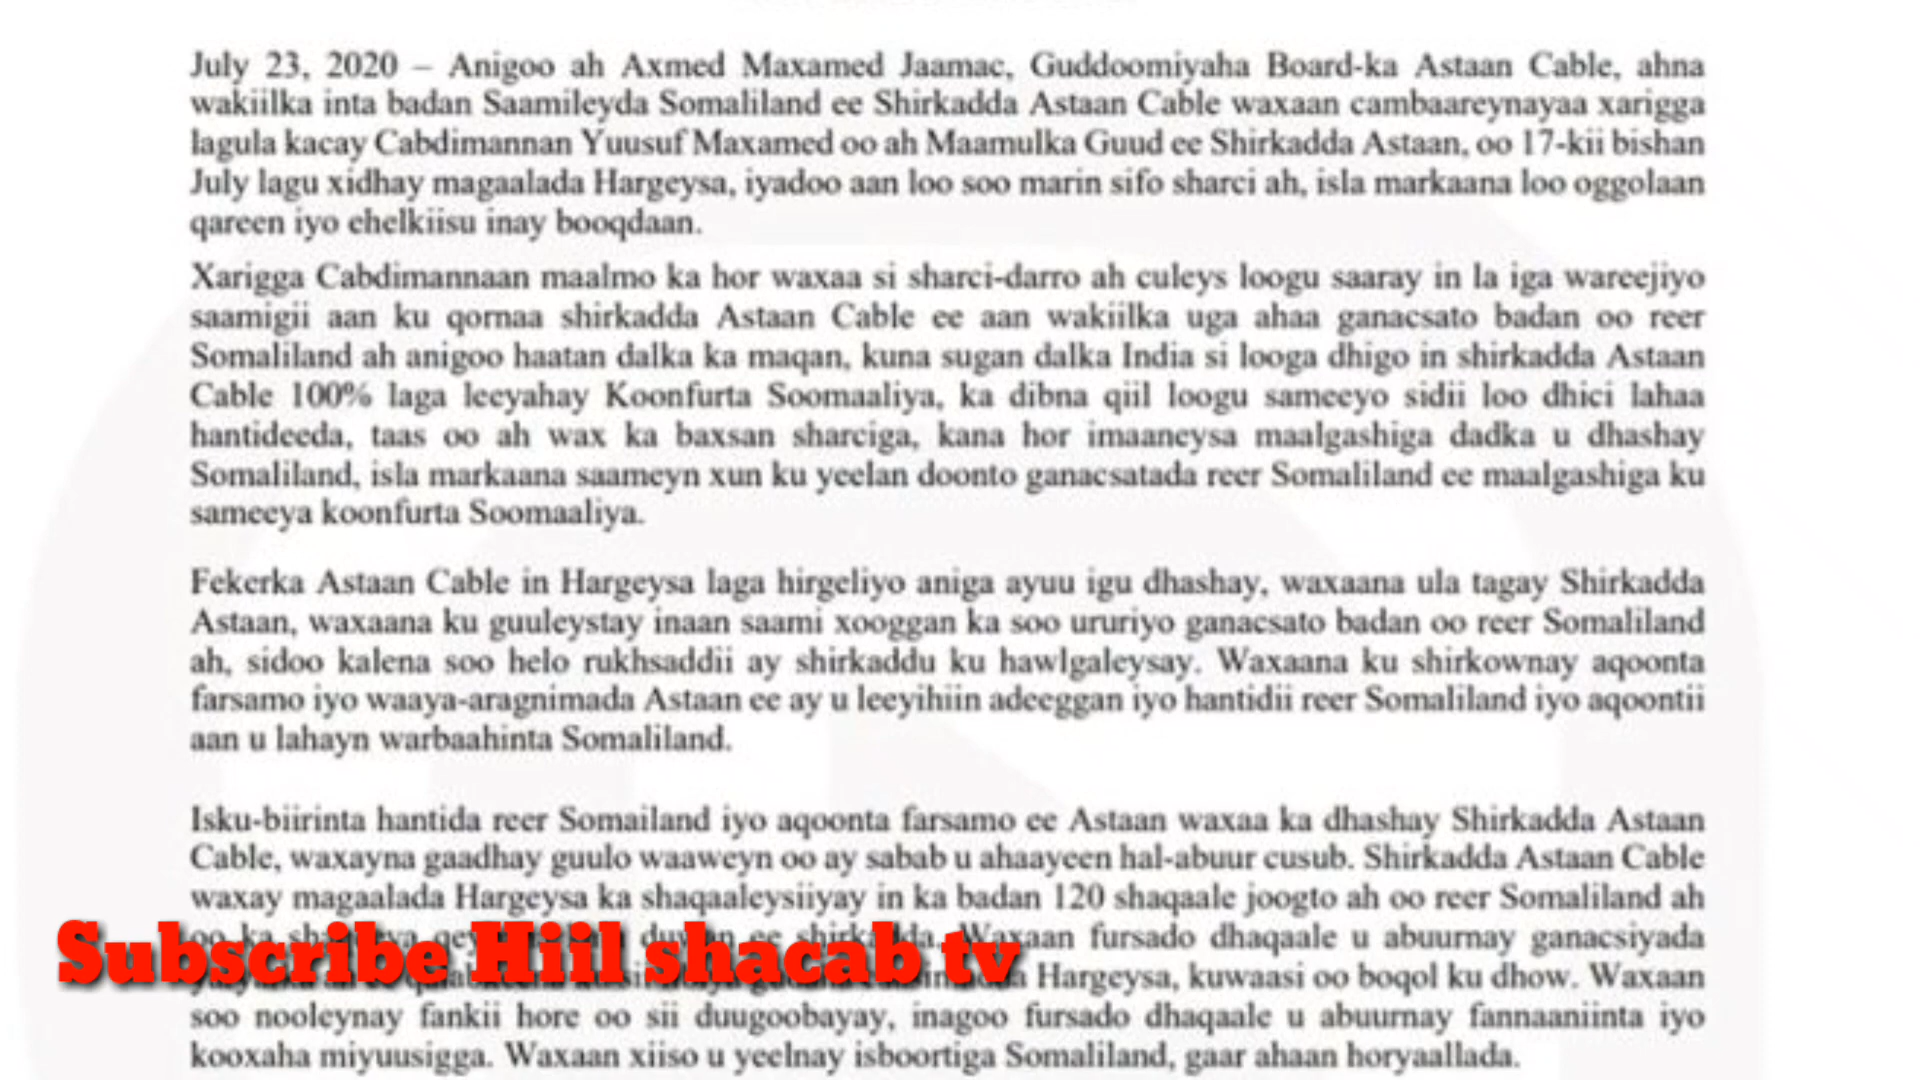 July 23, 2020 – Anigoo ah Axmed Maxamed Jaamac, Guddoomiyaha Board-ka Astaan Cable, ahna
wakiilka inta badan Saamileyda Somaliland ee Shirkadda Astaan Cable waxaan cambaareynayaa xarigga
lagula kacay Cabdimannan Yuusuf Maxamed oo ah Maamulka Guud ee Shirkadda Astaan, oo 17-kii bishan
July lagu xidhay magaalada Hargeysa, iyadoo aan loo soo marin sifo sharci ah, isla markaana loo oggolaan
qareen iyo ehelkiisu inay booqdaan.
Xarigga Cabdimannaan maalmo ka hor waxaa si sharci-darro ah culeys loogu saaray in la iga wareejiyo
saamigii aan ku qornaa shirkadda Astaan Cable ee aan wakiilka uga ahaa ganacsato badan oo reer
Somaliland ah anigoo haatan dalka ka maqan, kuna sugan dalka India si looga dhigo in shirkadda Astaan
Cable 100% laga leeyahay Koonfurta Soomaaliya, ka dibna qiil loogu sameeyo sidii loo dhici lahaa
hantideeda, taas oo ah wax ka baxsan sharciga, kana hor imaaneysa maalgashiga dadka u dhashay
Somaliland, isla markaana saameyn xun ku yeelan doonto ganacsatada reer Somaliland ee maalgashiga ku
sameeya koonfurta Soomaaliya.
Fekerka Astaan Cable in Hargeysa laga hirgeliyo aniga ayuu igu dhashay, waxaana ula tagay Shirkadda
Astaan, waxaana ku guuleystay inaan saami xooggan ka soo ururiyo ganacsato badan oo reer Somaliland
ah, sidoo kalena soo helo rukhsaddii ay shirkaddu ku hawlgaleysay. Waxaana ku shirkownay aqoonta
farsamo iyo waaya-aragnimada Astaan ee ay u leeyihiin adeeggan iyo hantidii reer Somaliland iyo aqoontii
aan u lahayn warbaahinta Somaliland.
Isku-biirinta hantida reer Somailand iyo aqoonta farsamo ee Astaan waxaa ka dhashay Shirkadda Astaan
Cable, waxayna gaadhay guulo waaweyn oo ay sabab u ahaayeen hal-abuur cusub. Shirkadda Astaan Cable
waxay magaalada Hargeysa ka shaqaaleysiiyay in ka badan 120 shaqaale joogto ah oo reer Somaliland ah
oo ka ee shirkadda. Waxaan fursado dhaqaale u abuurnay ganacsiyada
Hargeysa, kuwaasi oo boqol ku dhow. Waxaan
soo nooleynay fankii hore oo sii duugoobayay, inagoo fursado dhaqaale u abuurnay fannaaniinta iyo
kooxaha miyuusigga. Waxaan xiiso u yeelnay isboortiga Somaliland, gaar ahaan horyaallada.
Subscribe Hiil shacab tv